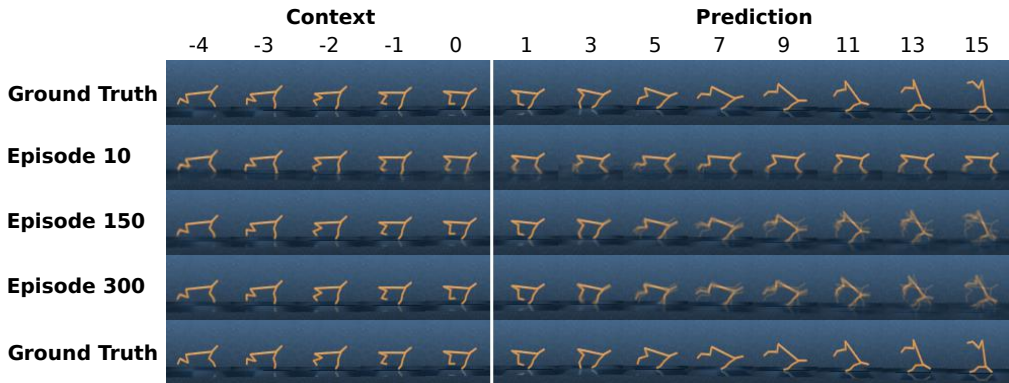 Context Prediction
-4 -3 -2 -1 0 1 3 5 7 9 11 13 15
Ground Truth
Episode 10
Episode 150
Episode 300
Ground Truth